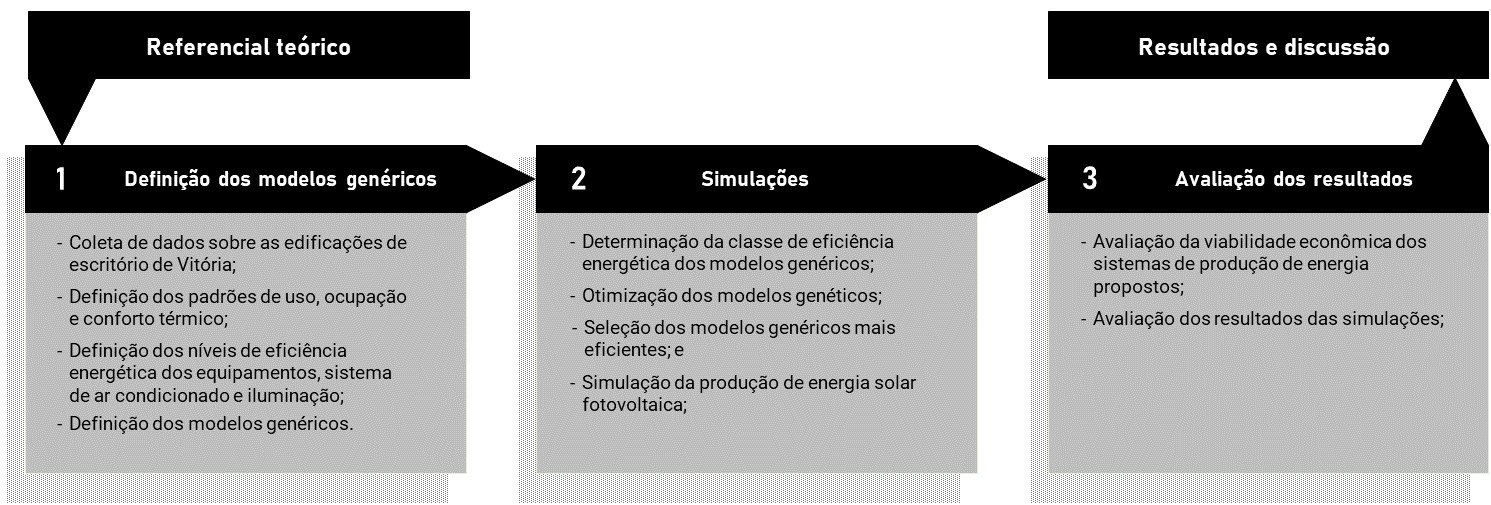 Referencial teórico
Resultados e discussão
1 Definição dos modelos genéricos
- Coleta de dados sobre as edificações de
escritório de Vitória;
- Definição dos padrões de uso, ocupação
e conforto térmico;
- Definição dos níveis de eficiência
energética dos equipamentos, sistema
de ar condicionado e iluminação;
- Definição dos modelos genéricos.
2 Simulações
- Determinação da classe de eficiência
energética dos modelos genéricos;
- Otimização dos modelos genéticos;
- Seleção dos modelos genéricos mais
eficientes; e
- Simulação da produção de energia solar
fotovoltaica;
3 Avaliação dos resultados
- Avaliação da viabilidade econômica dos
sistemas de produção de energia
propostos;
- Avaliação dos resultados das simulações;